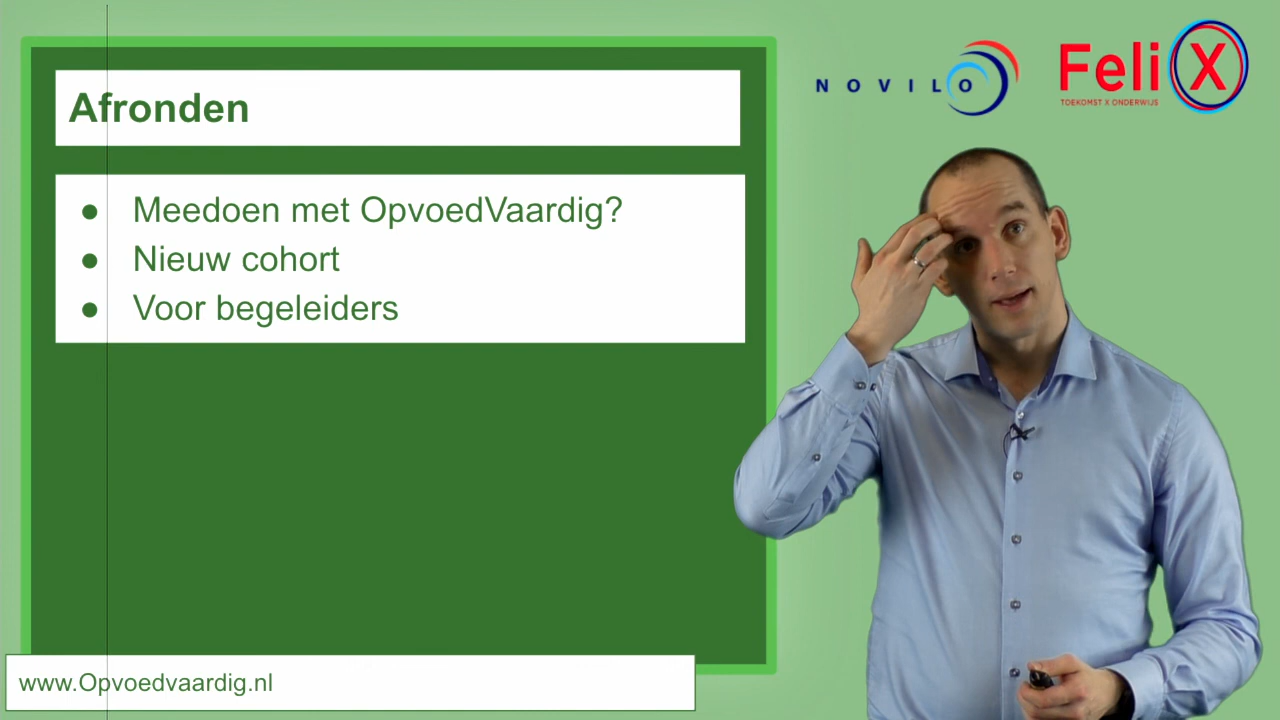 Afronden
● Meedoen met OpvoedVaardig?
● Nieuw cohort
● Voor begeleiders
www.Opvoedvaardig.nl
NOVILO
FeliX
TOEKOMST X ONDERWIJS